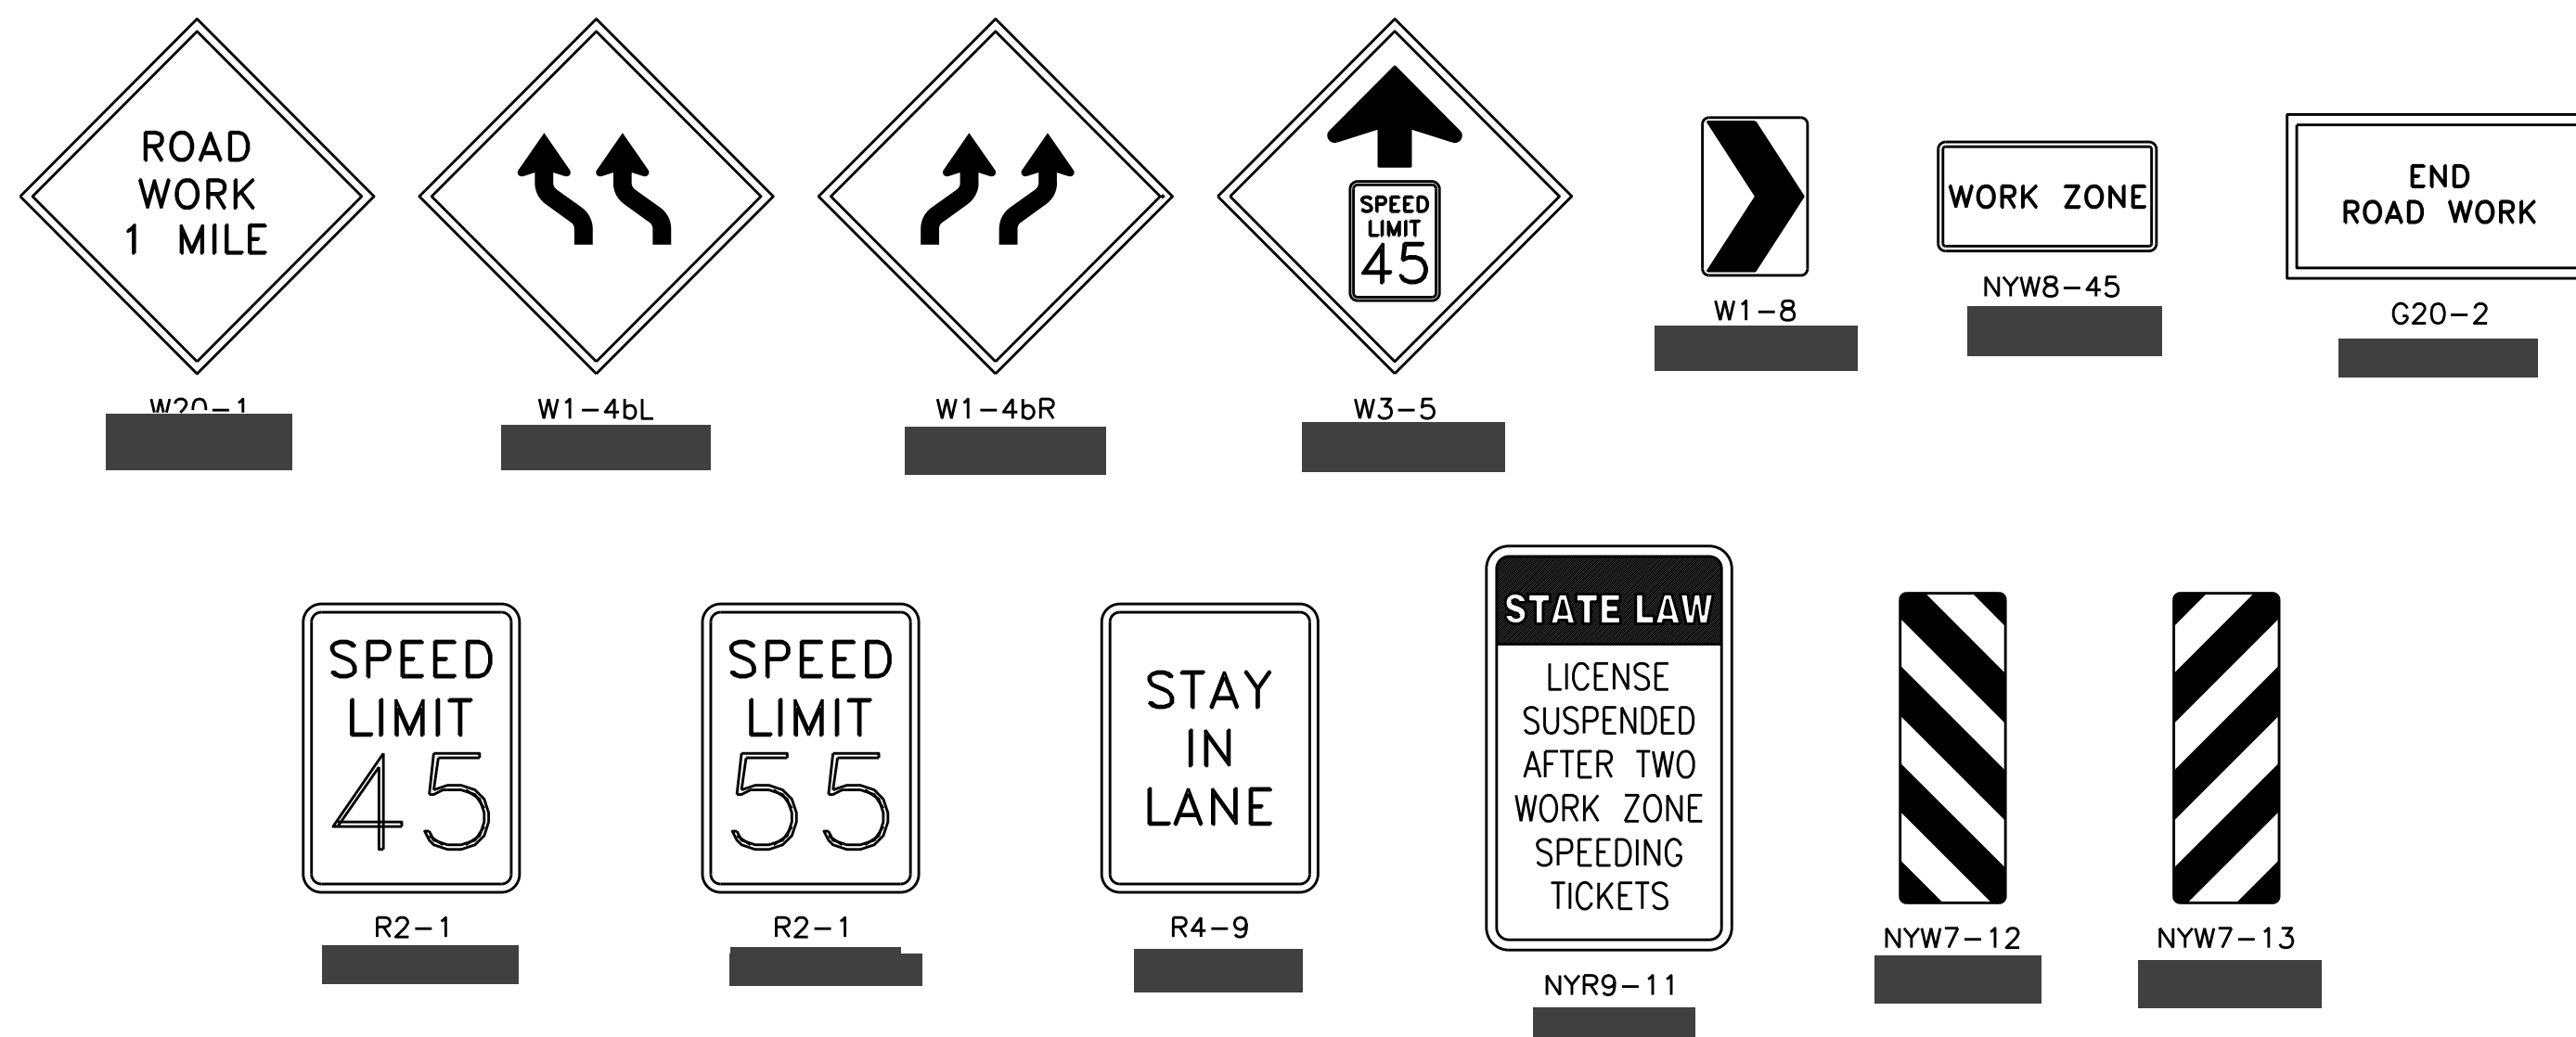 ROAD
WORK
1 MILE
W20-1
W1-4bL
W1-4bR
SPEED
LIMIT
45
W3-5
W1-8
WORK ZONE
NYW8-45
END
ROAD WORK
G20-2
SPEED
LIMIT
45
R2-1
SPEED
LIMIT
55
R2-1
STAY
IN
LANE
R4-9
STATE LAW
LICENSE
SUSPENDED
AFTER TWO
WORK ZONE
SPEEDING
TICKETS
NYR9-11
NYW7-12
NYW7-13